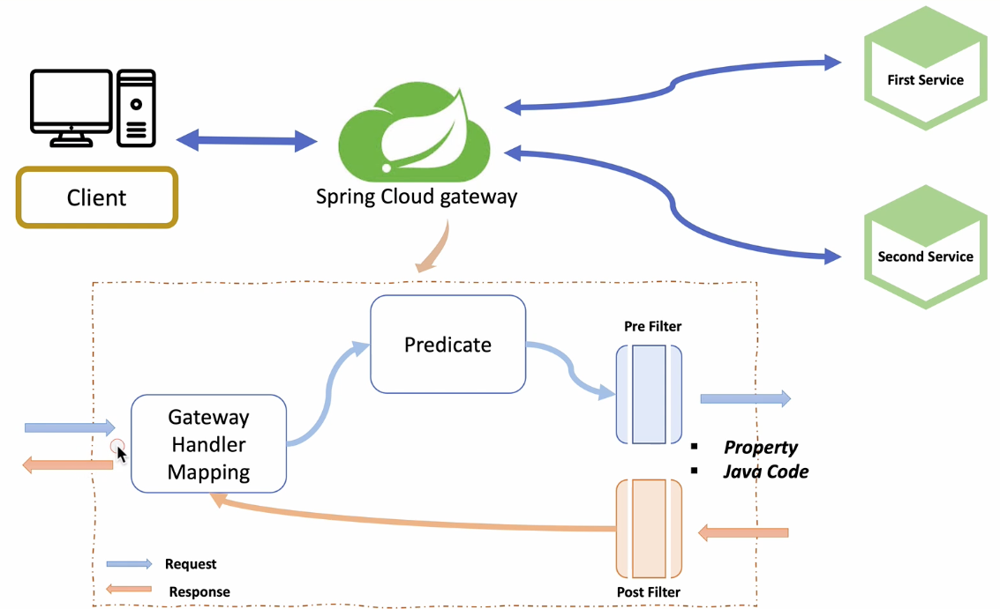 First Service
Client
Spring Cloud gateway
Second Service
Predicate
Pre Filter
Gateway
Handler
Mapping
▪ Property
▪ Java Code
Request
Response
Post Filter